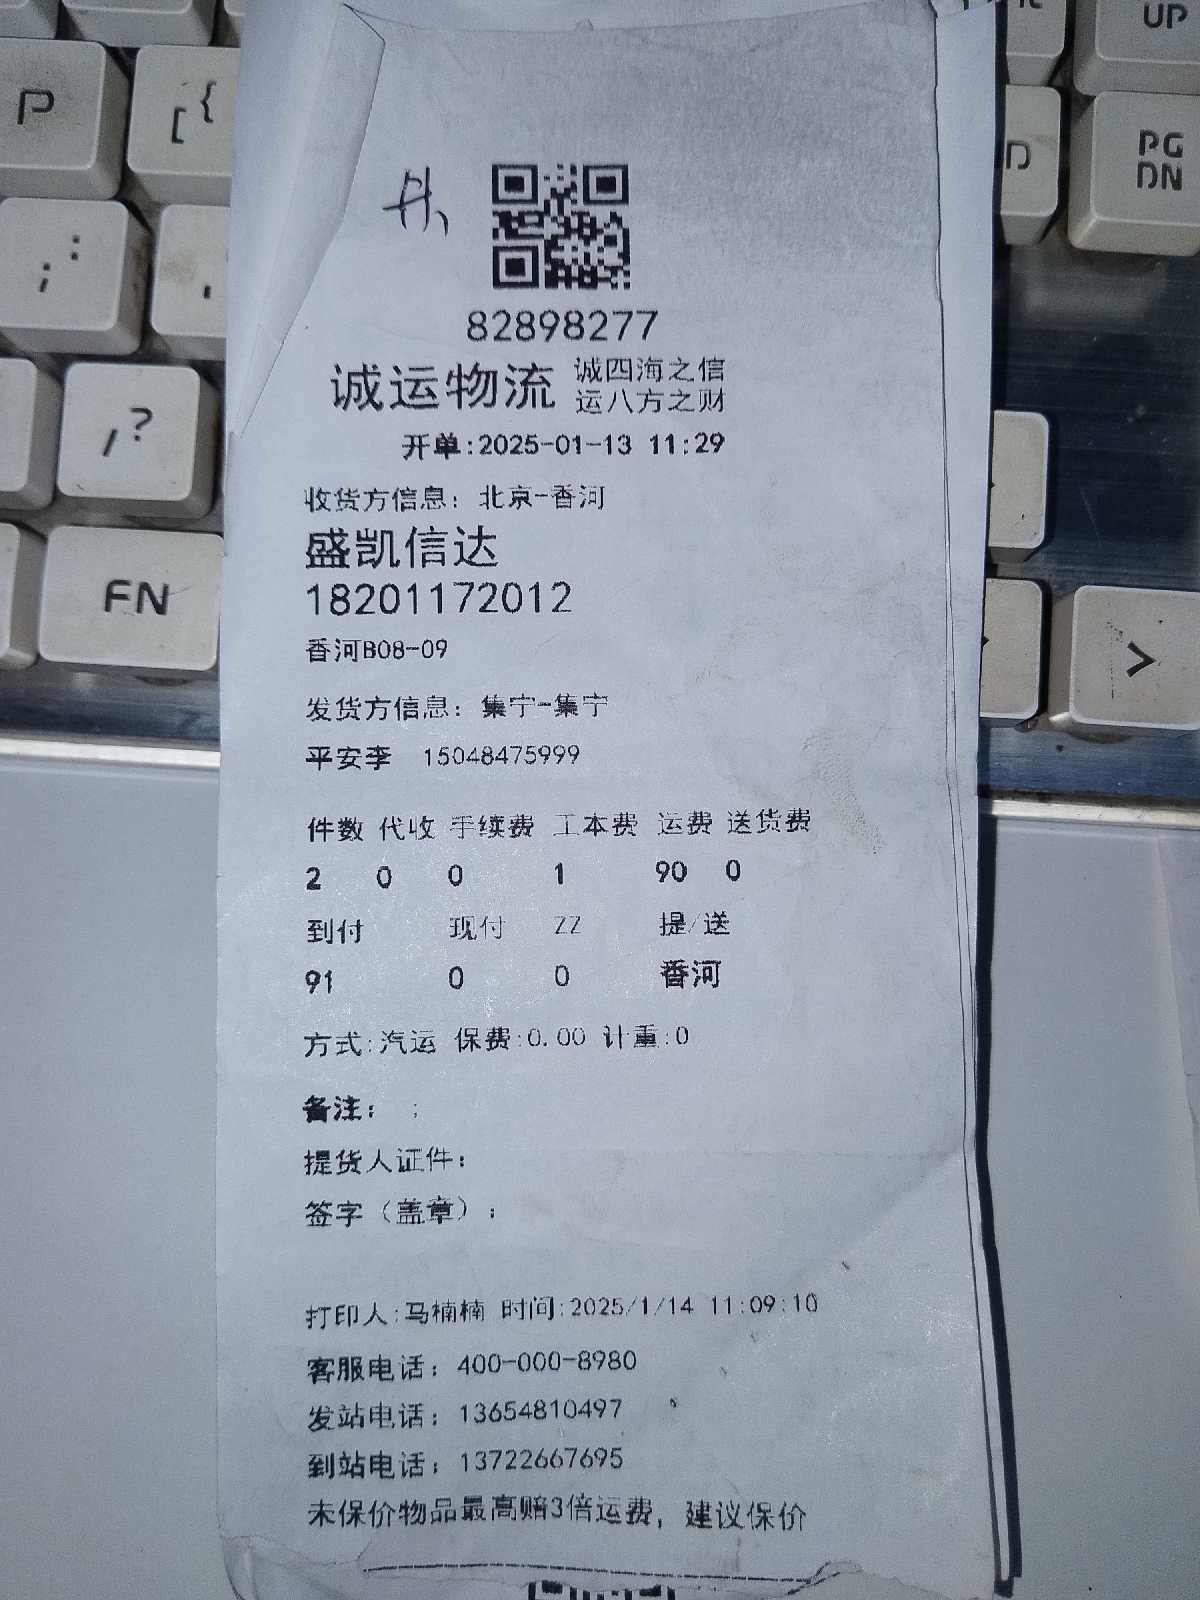 UP
P
[{
D
PG
DN
;:
82898277
诚运物流 诚四海之信
运八方之财
开单:2025-01-13 11:29
,?
收货方信息：北京-香河
盛凯信达
18201172012
FN
香河B08-09
发货方信息：集宁-集宁
平安李 15048475999
件数 代收 手续费 工本费 运费 送货费
2 0 0 1 90 0
到付 现付 ZZ 提/送
91 0 0 香河
方式:汽运 保费:0.00 计重:0
备注： ;
提货人证件：
签字（盖章）：
打印人:马楠楠 时间:2025/1/14 11:09:10
客服电话：400-000-8980
发站电话：13654810497
到站电话：13722667695
未保价物品最高赔3倍运费，建议保价